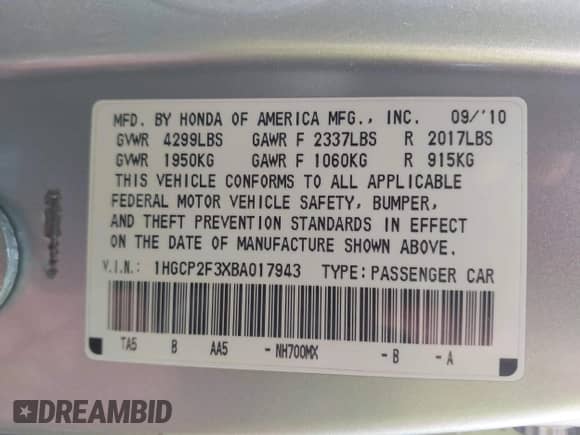 MFD. BY HONDA OF AMERICA MFG., INC. 09/'10
GVWR 4299LBS GAWR F 2337LBS R 2017LBS
GVWR 1950KG GAWR F 1060KG R 915KG
THIS VEHICLE CONFORMS TO ALL APPLICABLE
FEDERAL MOTOR VEHICLE SAFETY, BUMPER,
AND THEFT PREVENTION STANDARDS IN EFFECT
ON THE DATE OF MANUFACTURE SHOWN ABOVE.
V.I.N.: 1HGCP2F3XBA017943 TYPE: PASSENGER CAR
TA5 B AA5 - NH700MX - B - A
DREAMBID